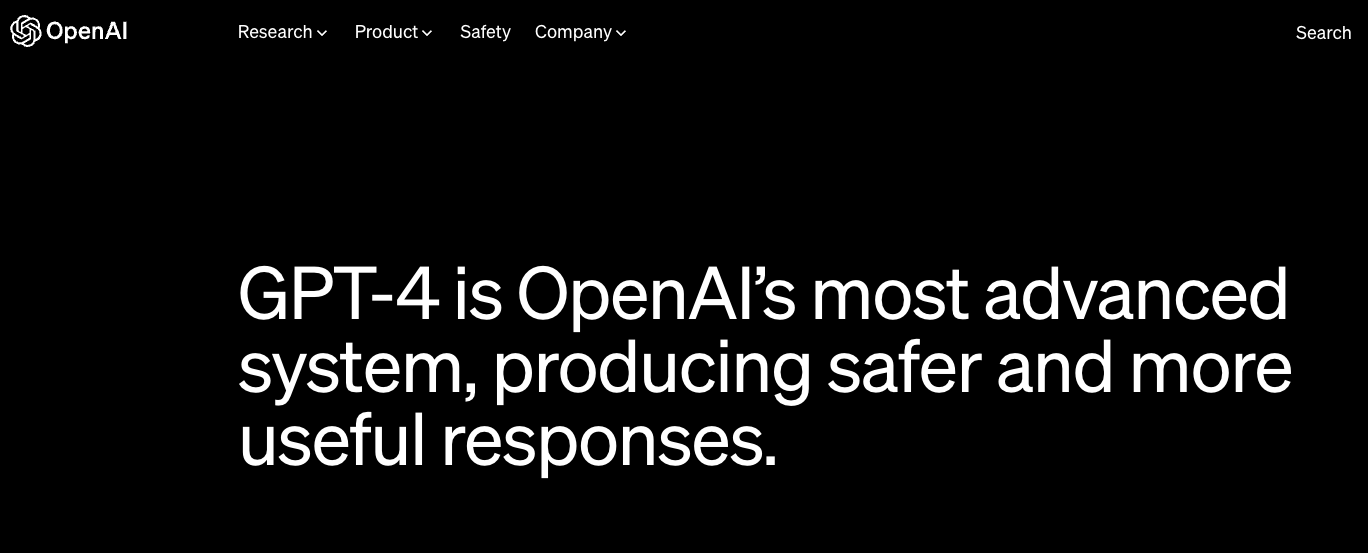 OpenAI
Research
Product
Safety
Company
Search
GPT-4 is OpenAI’s most advanced
system, producing safer and more
useful responses.